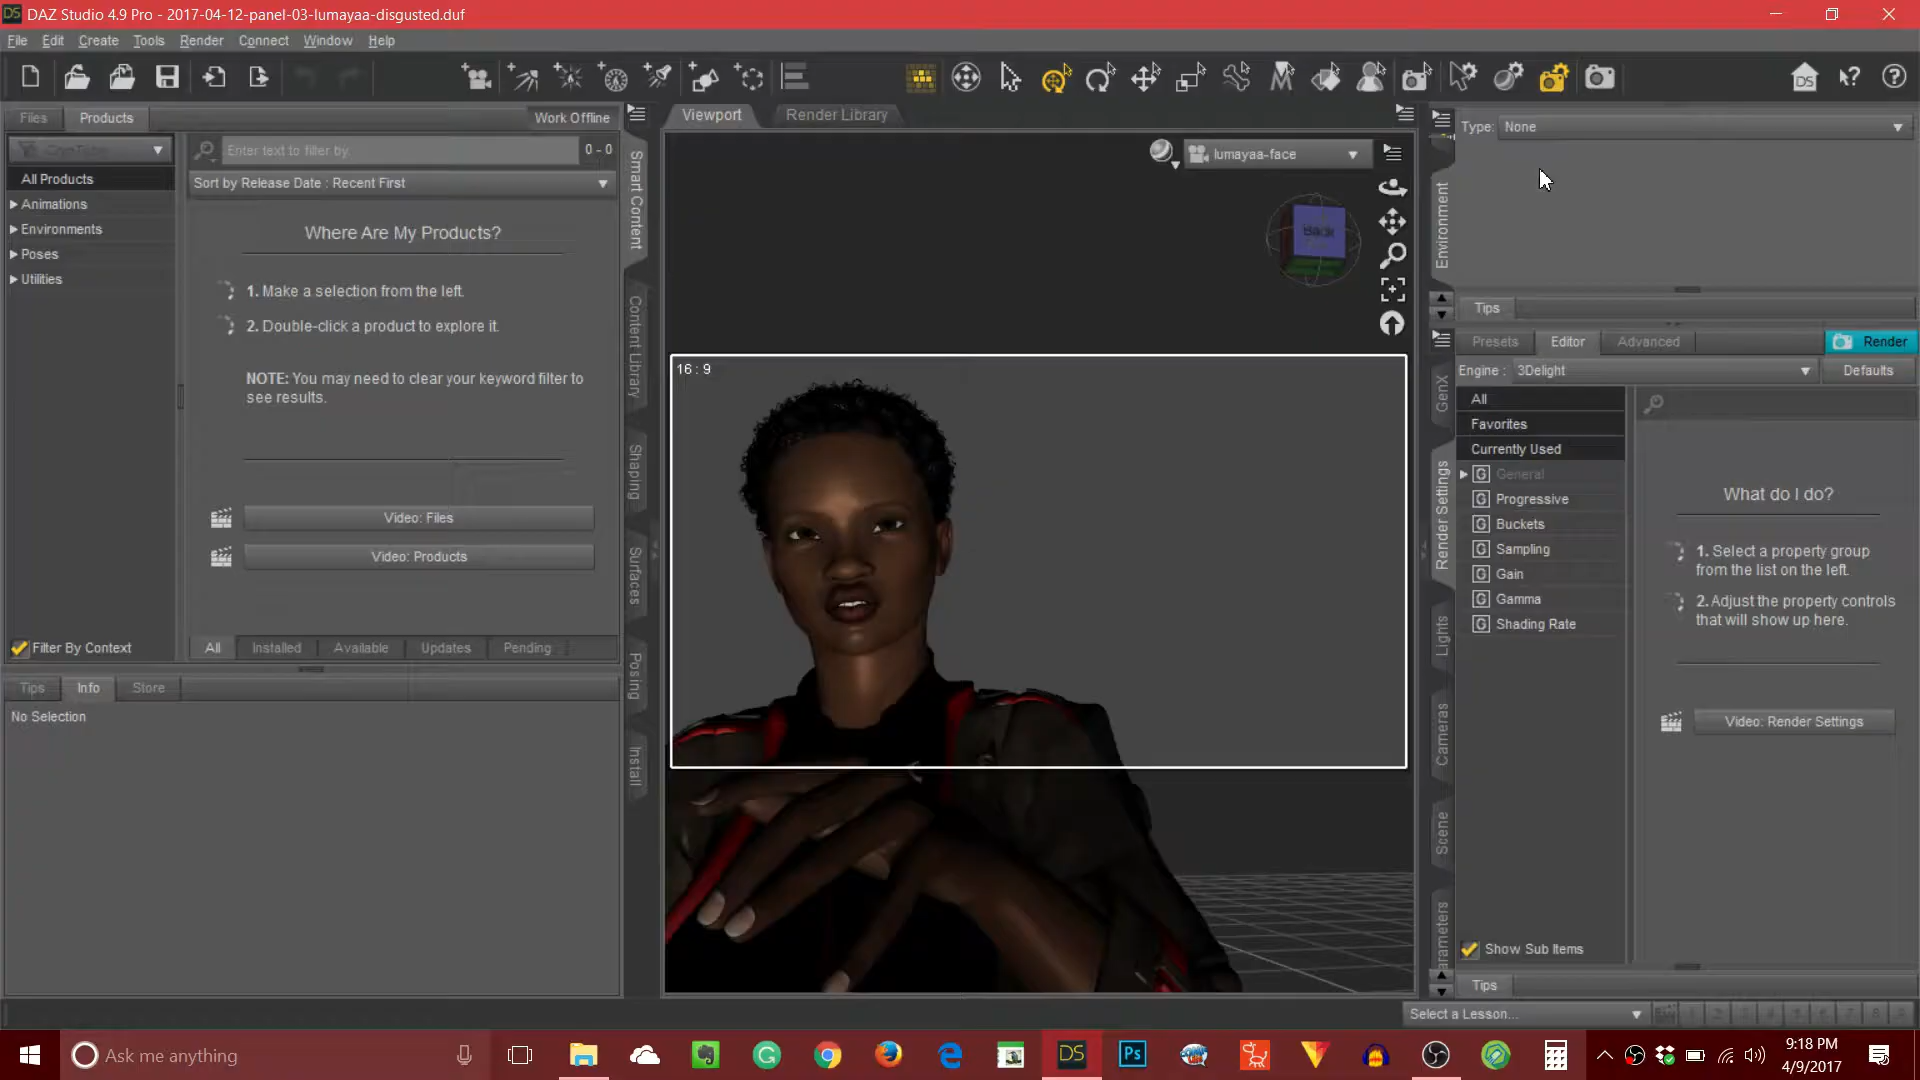 DS DAZ Studio 4.9 Pro - 2017-04-12-panel-03-lumayaa-disgusted.duf
File Edit Create Tools Render Connect Window Help
Files Products Work Offline
Enter text to filter by 0 - 0
All Products
Sort by Release Date : Recent First
Animations
Environments
Poses
Utilities
Where Are My Products?
1. Make a selection from the left.
2. Double-click a product to explore it.
NOTE: You may need to clear your keyword filter to
see results.
Video: Files
Video: Products
Filter By Context
All Installed Available Updates Pending
Tips Info Store
No Selection
Smart Content
Content Library
Shaping
Surfaces
Posing
Install
Viewport Render Library
lumayaa-face
Back
16 : 9
Type: None
Environment
Tips
GenX
Render Settings
Lights
Cameras
Scene
arameters
Presets Editor Advanced Render
Engine : 3Delight Defaults
All
Favorites
Currently Used
G General
G Progressive
G Buckets
G Sampling
G Gain
G Gamma
G Shading Rate
What do I do?
1. Select a property group
from the list on the left.
2. Adjust the property controls
that will show up here.
Video: Render Settings
Show Sub Items
Tips
Select a Lesson...
Ask me anything
DS
Ps
9:18 PM
4/9/2017